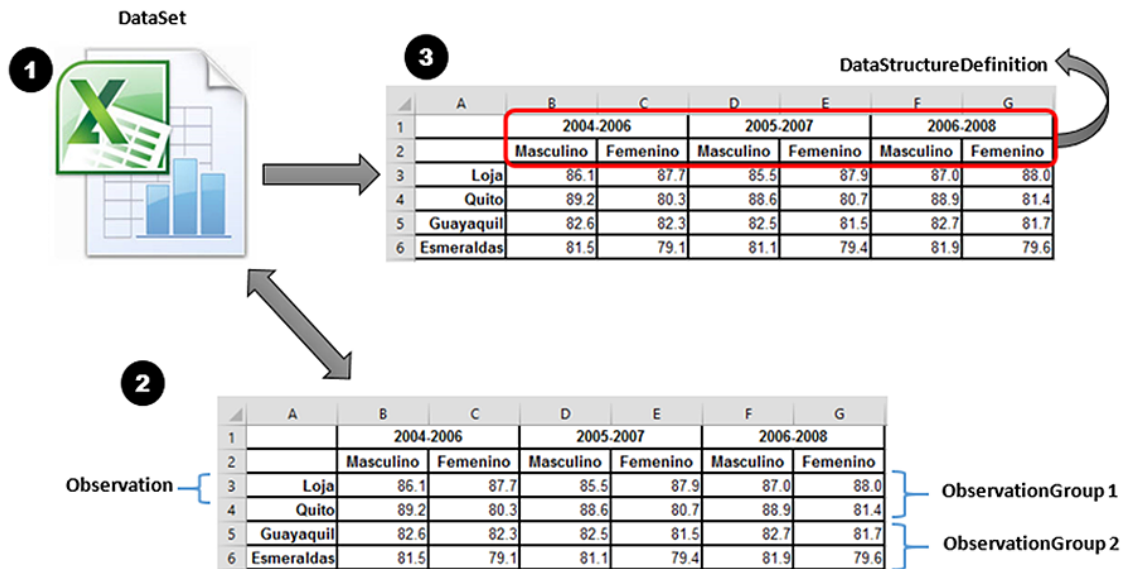 DataSet
1
3
DataStructureDefinition
A B C D E F G
1 2004-2006 2005-2007 2006-2008
2 Masculino Femenino Masculino Femenino Masculino Femenino
3 Loja 86.1 87.7 85.5 87.9 87.0 88.0
4 Quito 89.2 80.3 88.6 80.7 88.9 81.4
5 Guayaquil 82.6 82.3 82.5 81.5 82.7 81.7
6 Esmeraldas 81.5 79.1 81.1 79.4 81.9 79.6
2
A B C D E F G
1 2004-2006 2005-2007 2006-2008
2 Masculino Femenino Masculino Femenino Masculino Femenino
Observation
3 Loja 86.1 87.7 85.5 87.9 87.0 88.0
4 Quito 89.2 80.3 88.6 80.7 88.9 81.4
ObservationGroup 1
5 Guayaquil 82.6 82.3 82.5 81.5 82.7 81.7
6 Esmeraldas 81.5 79.1 81.1 79.4 81.9 79.6
ObservationGroup 2